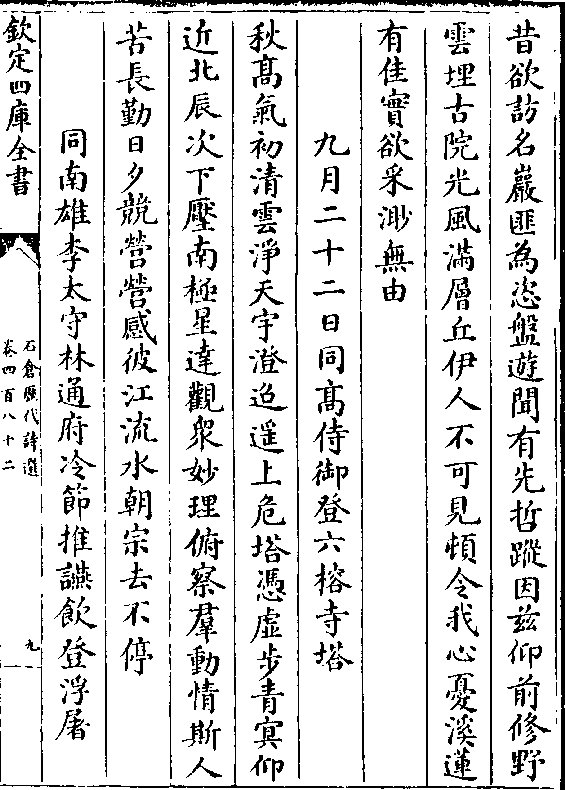 昔欲訪名巖匪為恣盤遊聞有先哲蹤因兹仰前修野
雲埋古院光風滿層丘伊人不可見頓令我心憂溪蓮
有佳實欲采渺無由
九月二十二日同髙侍御登六榕寺塔
秋髙氣初清雲淨天宇澄迢遥上危塔憑虚步青冥仰
近北辰次下壓南極星達觀衆妙理俯察羣動情斯人
苦長勤日夕競營營感彼江流水朝宗去不停
同南雄李太守林通府冷節推讌飲登浮屠
欽定四庫全書
石倉歷代詩選
卷四百八十二
九